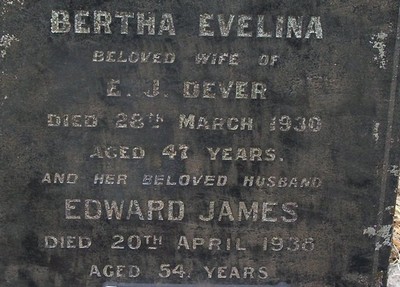 BERTHA EVELINA
BELOVED WIFE OF
E. J. DEVER
DIED 28TH MARCH 1930
AGED 47 YEARS.
AND HER BELOVED HUSBAND
EDWARD JAMES
DIED 20TH APRIL 1936
AGED 54 YEARS